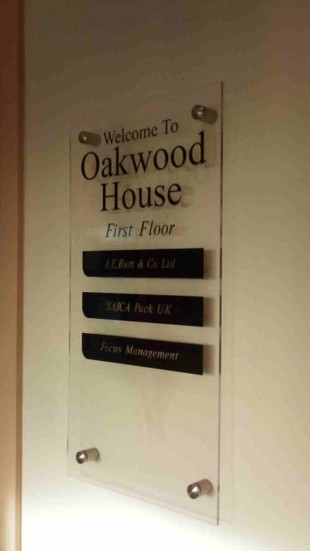 Welcome To
Oakwood
House
First Floor
A.E.Burt & Co Ltd
SAICA Pack UK
Focus Management